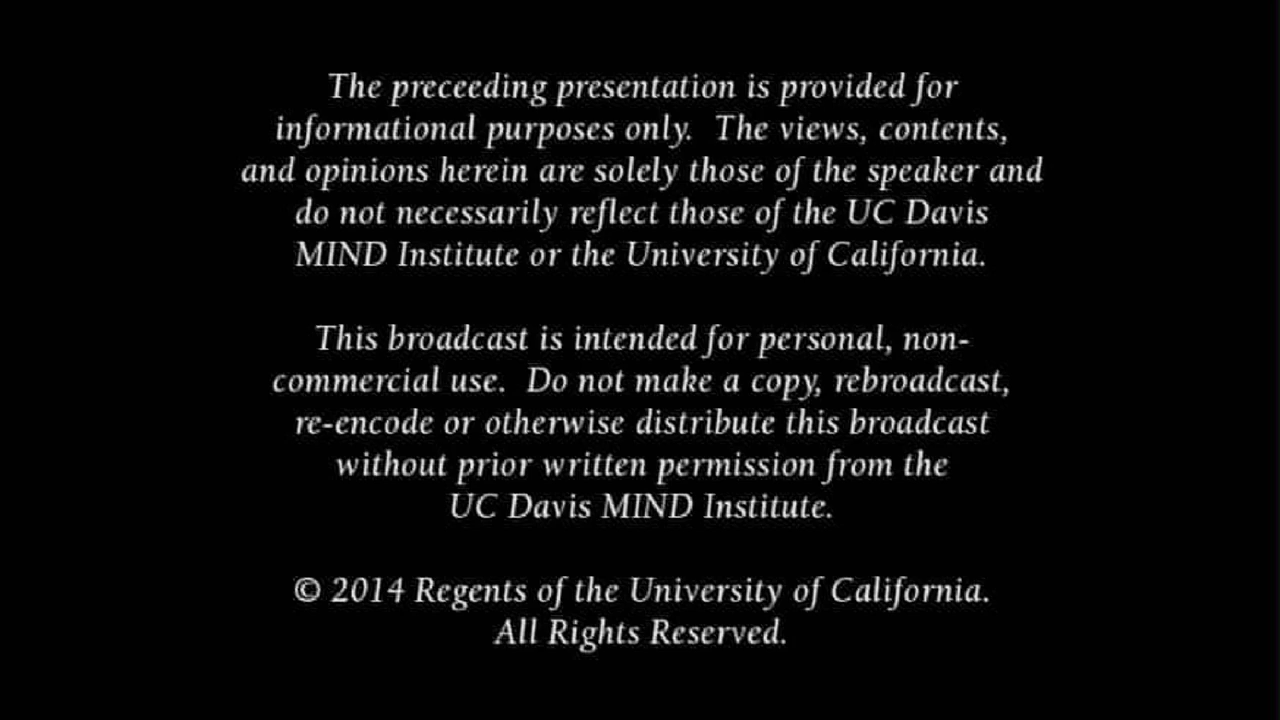 The preceeding presentation is provided for
informational purposes only.  The views, contents,
and opinions herein are solely those of the speaker and
do not necessarily reflect those of the UC Davis
MIND Institute or the University of California.
This broadcast is intended for personal, non-
commercial use.  Do not make a copy, rebroadcast,
re-encode or otherwise distribute this broadcast
without prior written permission from the
UC Davis MIND Institute.
© 2014 Regents of the University of California.
All Rights Reserved.